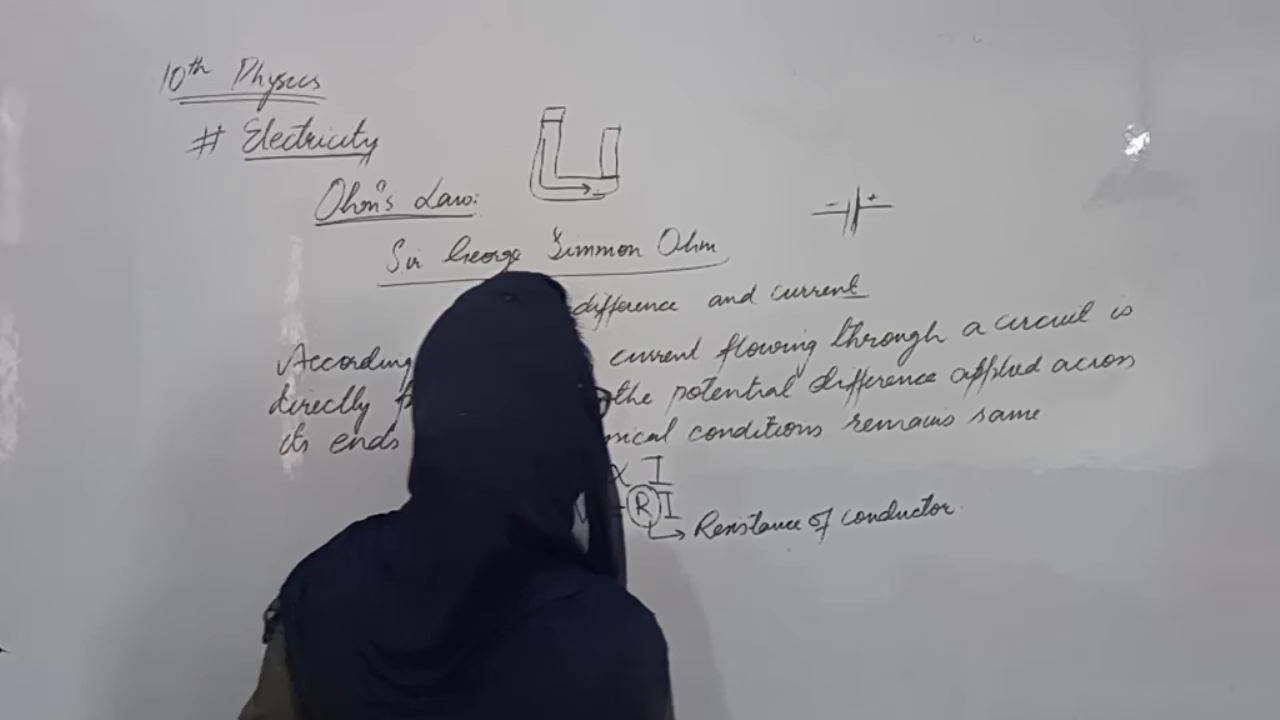 10th Physics
# Electricity
Ohm's Law:
Sir George Simmon Ohm
difference and current
According current flowing through a circuit is
directly the potential difference applied across
its ends conditions remains same
∝ I
= R I
→ Resistance of conductor
- +